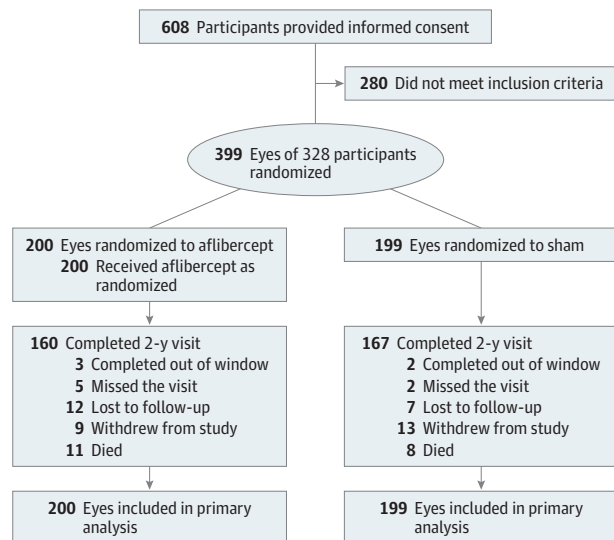 608 Participants provided informed consent
280 Did not meet inclusion criteria
399 Eyes of 328 participants
randomized
200 Eyes randomized to aflibercept
200 Received aflibercept as
randomized
199 Eyes randomized to sham
160 Completed 2-y visit
3 Completed out of window
5 Missed the visit
12 Lost to follow-up
9 Withdrew from study
11 Died
167 Completed 2-y visit
2 Completed out of window
2 Missed the visit
7 Lost to follow-up
13 Withdrew from study
8 Died
200 Eyes included in primary
analysis
199 Eyes included in primary
analysis